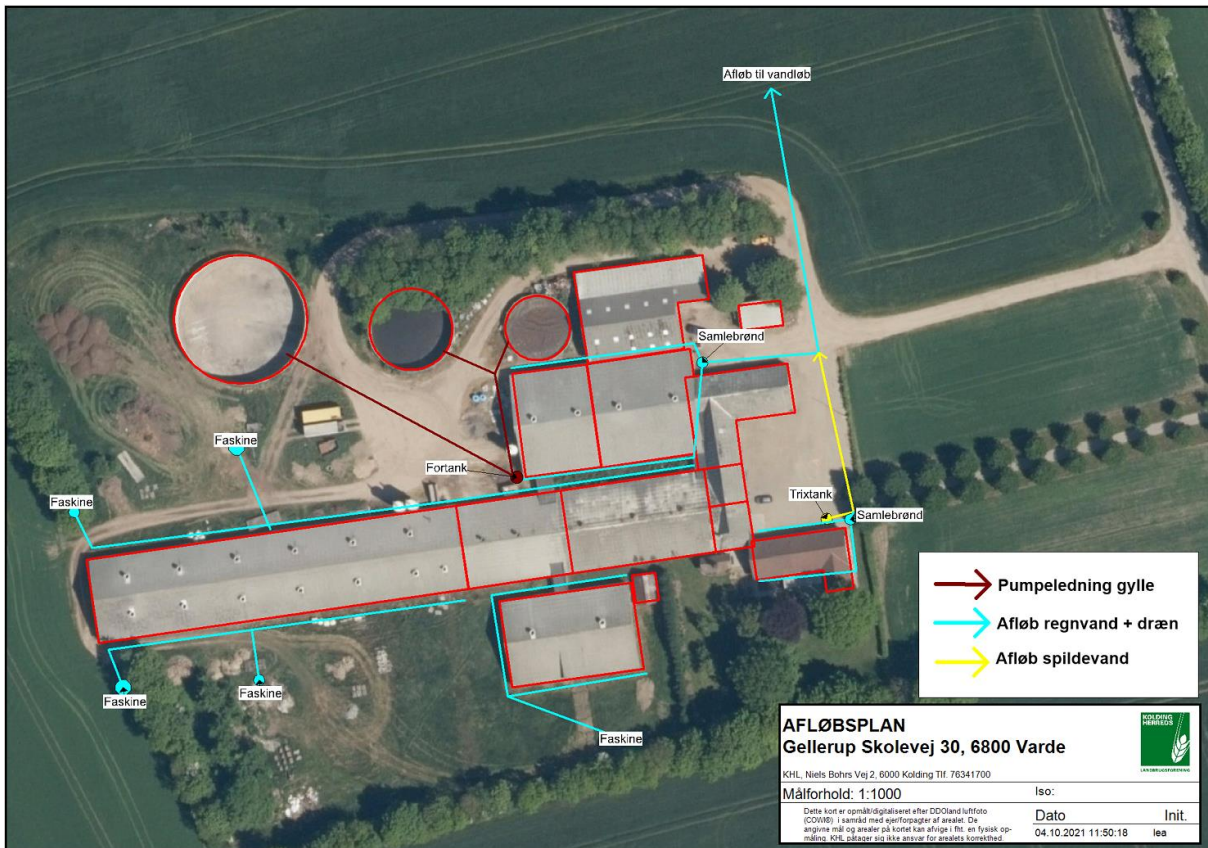 Afløb til vandløb
Samlebrønd
Faskine
Fortank
Faskine
Trixtank
Samlebrønd
Faskine
Faskine
Faskine
Pumpeledning gylle
Afløb regnvand + dræn
Afløb spildevand
AFLØBSPLAN
Gellerup Skolevej 30, 6800 Varde
KOLDING
HERREDS
LANDBRUGSFORENING
KHL, Niels Bohrs Vej 2, 6000 Kolding Tlf. 76341700
Målforhold: 1:1000
Iso:
Dette kort er opmålt/digitaliseret efter DDOland luftfoto
(COWI®) i samråd med ejer/forpagter af arealet. De
angivne mål og arealer på kortet kan afvige i fht. en fysisk op-
måling. KHL påtager sig ikke ansvar for arealets korrekthed.
Dato
Init.
04.10.2021 11:50:18
lea